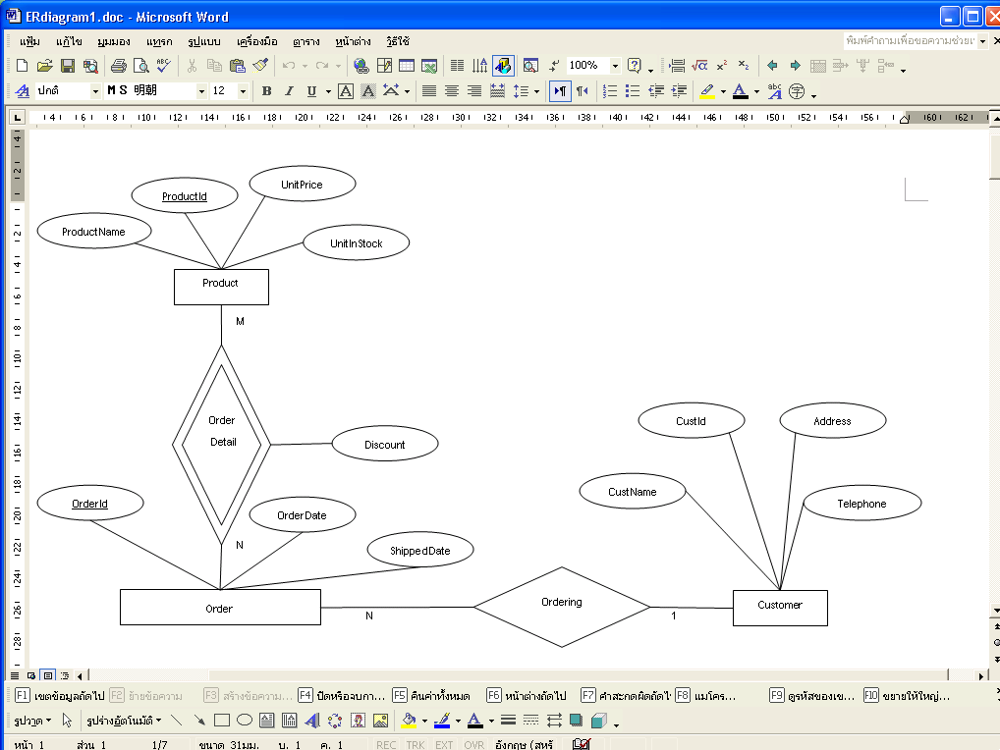 ERdiagram1.doc - Microsoft Word
แฟ้ม แก้ไข มุมมอง แทรก รูปแบบ เครื่องมือ ตาราง หน้าต่าง วิธีใช้ พิมพ์คำถามเพื่อขอความช่วยเ
100%
ปกติ M S 明朝 12 B I U A A
UnitPrice
ProductId
ProductName
UnitInStock
Product
M
Order
Detail
CustId
Address
Discount
CustName
OrderId
Telephone
OrderDate
N
ShippedDate
Ordering
Customer
Order
N
1
F1 เขตข้อมูลถัดไป F2 ย้ายข้อความ F3 สร้างข้อความ... F4 ปิดหรือจบกา... F5 ค้นคำทั้งหมด F6 หน้าต่างถัดไป F7 คำสะกดผิดถัดไ F8 แมโคร... F9 ดูรหัสของเข... F10 ขยายให้ใหญ่...
รูปวาด รูปร่างอัตโนมัติ
หน้า 1 ส่วน 1 1/7 ขนาด 31มม. บ. 1 ค. 1 REC TRK EXT OVR อังกฤษ (สหรั